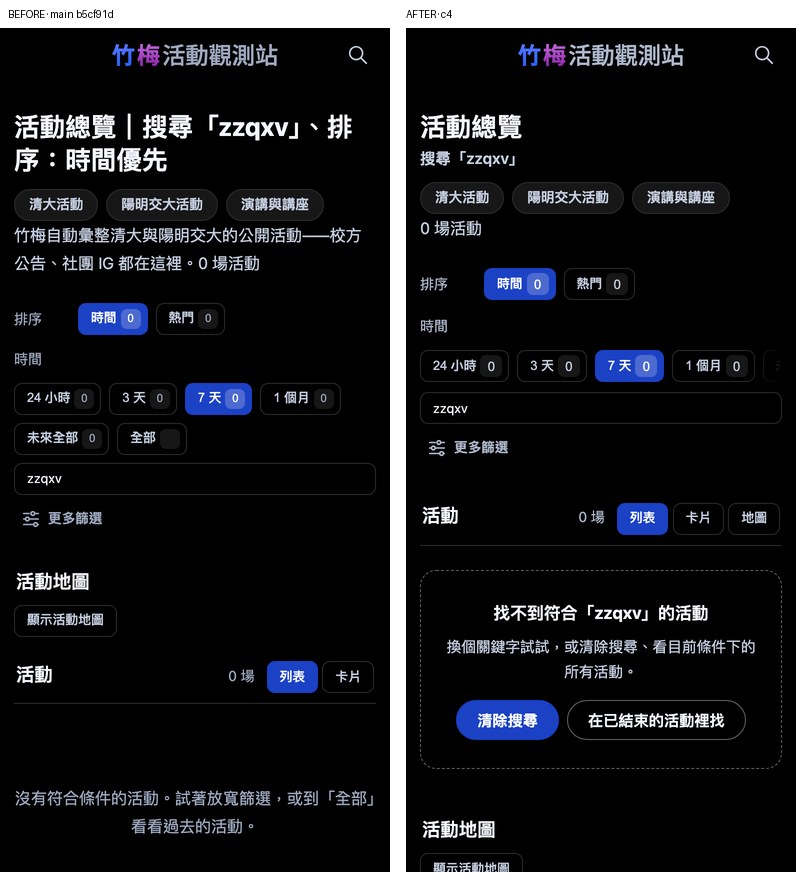 BEFORE · main b5cf91d
竹梅活動觀測站
活動總覽｜搜尋「zzqxv」、排
序：時間優先
清大活動 陽明交大活動 演講與講座
竹梅自動彙整清大與陽明交大的公開活動——校方
公告、社團 IG 都在這裡。0 場活動
排序 時間 0 熱門 0
時間
24 小時 0 3 天 0 7 天 0 1 個月 0
未來全部 0 全部
zzqxv
更多篩選
活動地圖
顯示活動地圖
活動 0 場 列表 卡片
沒有符合條件的活動。試著放寬篩選，或到「全部」
看看過去的活動。
AFTER · c4
竹梅活動觀測站
活動總覽
搜尋「zzqxv」
清大活動 陽明交大活動 演講與講座
0 場活動
排序 時間 0 熱門 0
時間
24 小時 0 3 天 0 7 天 0 1 個月 0
zzqxv
更多篩選
活動 0 場 列表 卡片 地圖
找不到符合「zzqxv」的活動
換個關鍵字試試，或清除搜尋、看目前條件下的
所有活動。
清除搜尋 在已結束的活動裡找
活動地圖
顯示活動地圖